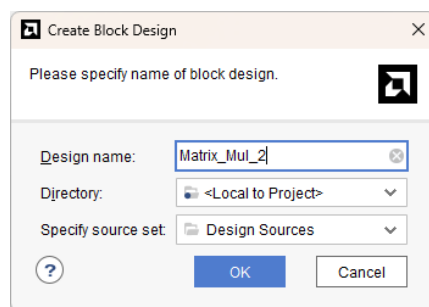 Create Block Design
Please specify name of block design.
Design name: Matrix_Mul_2
Directory: <Local to Project>
Specify source set: Design Sources
? OK Cancel